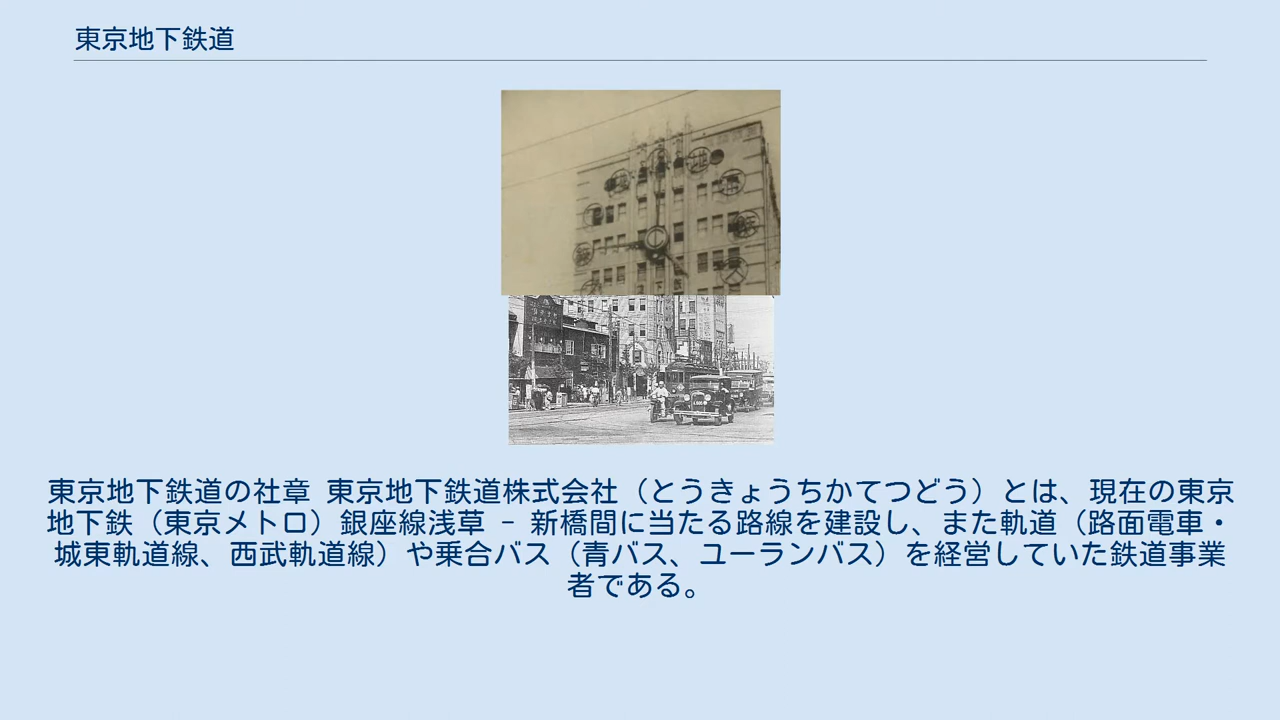 東京地下鉄道
東京地下鉄道の社章 東京地下鉄道株式会社（とうきょうちかてつどう）とは、現在の東京
地下鉄（東京メトロ）銀座線浅草 - 新橋間に当たる路線を建設し、また軌道（路面電車・
城東軌道線、西武軌道線）や乗合バス（青バス、ユーランバス）を経営していた鉄道事業
者である。